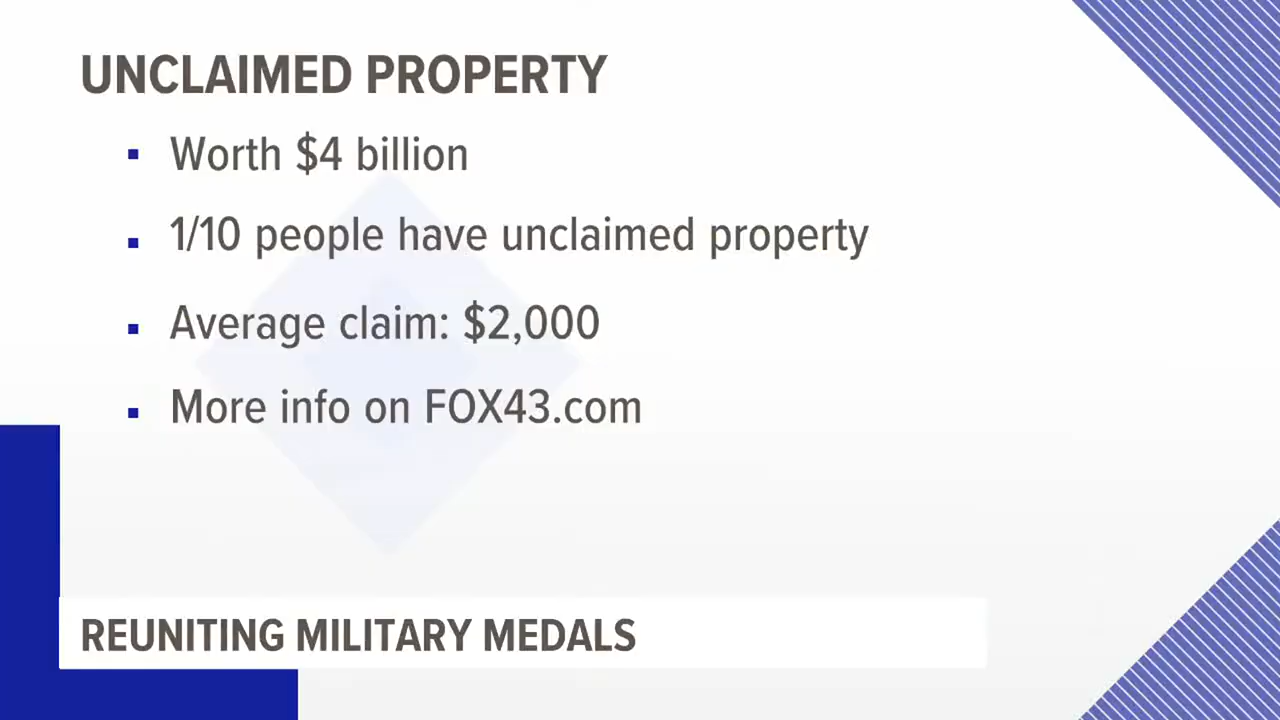 UNCLAIMED PROPERTY
Worth $4 billion
1/10 people have unclaimed property
Average claim: $2,000
More info on FOX43.com
REUNITING MILITARY MEDALS